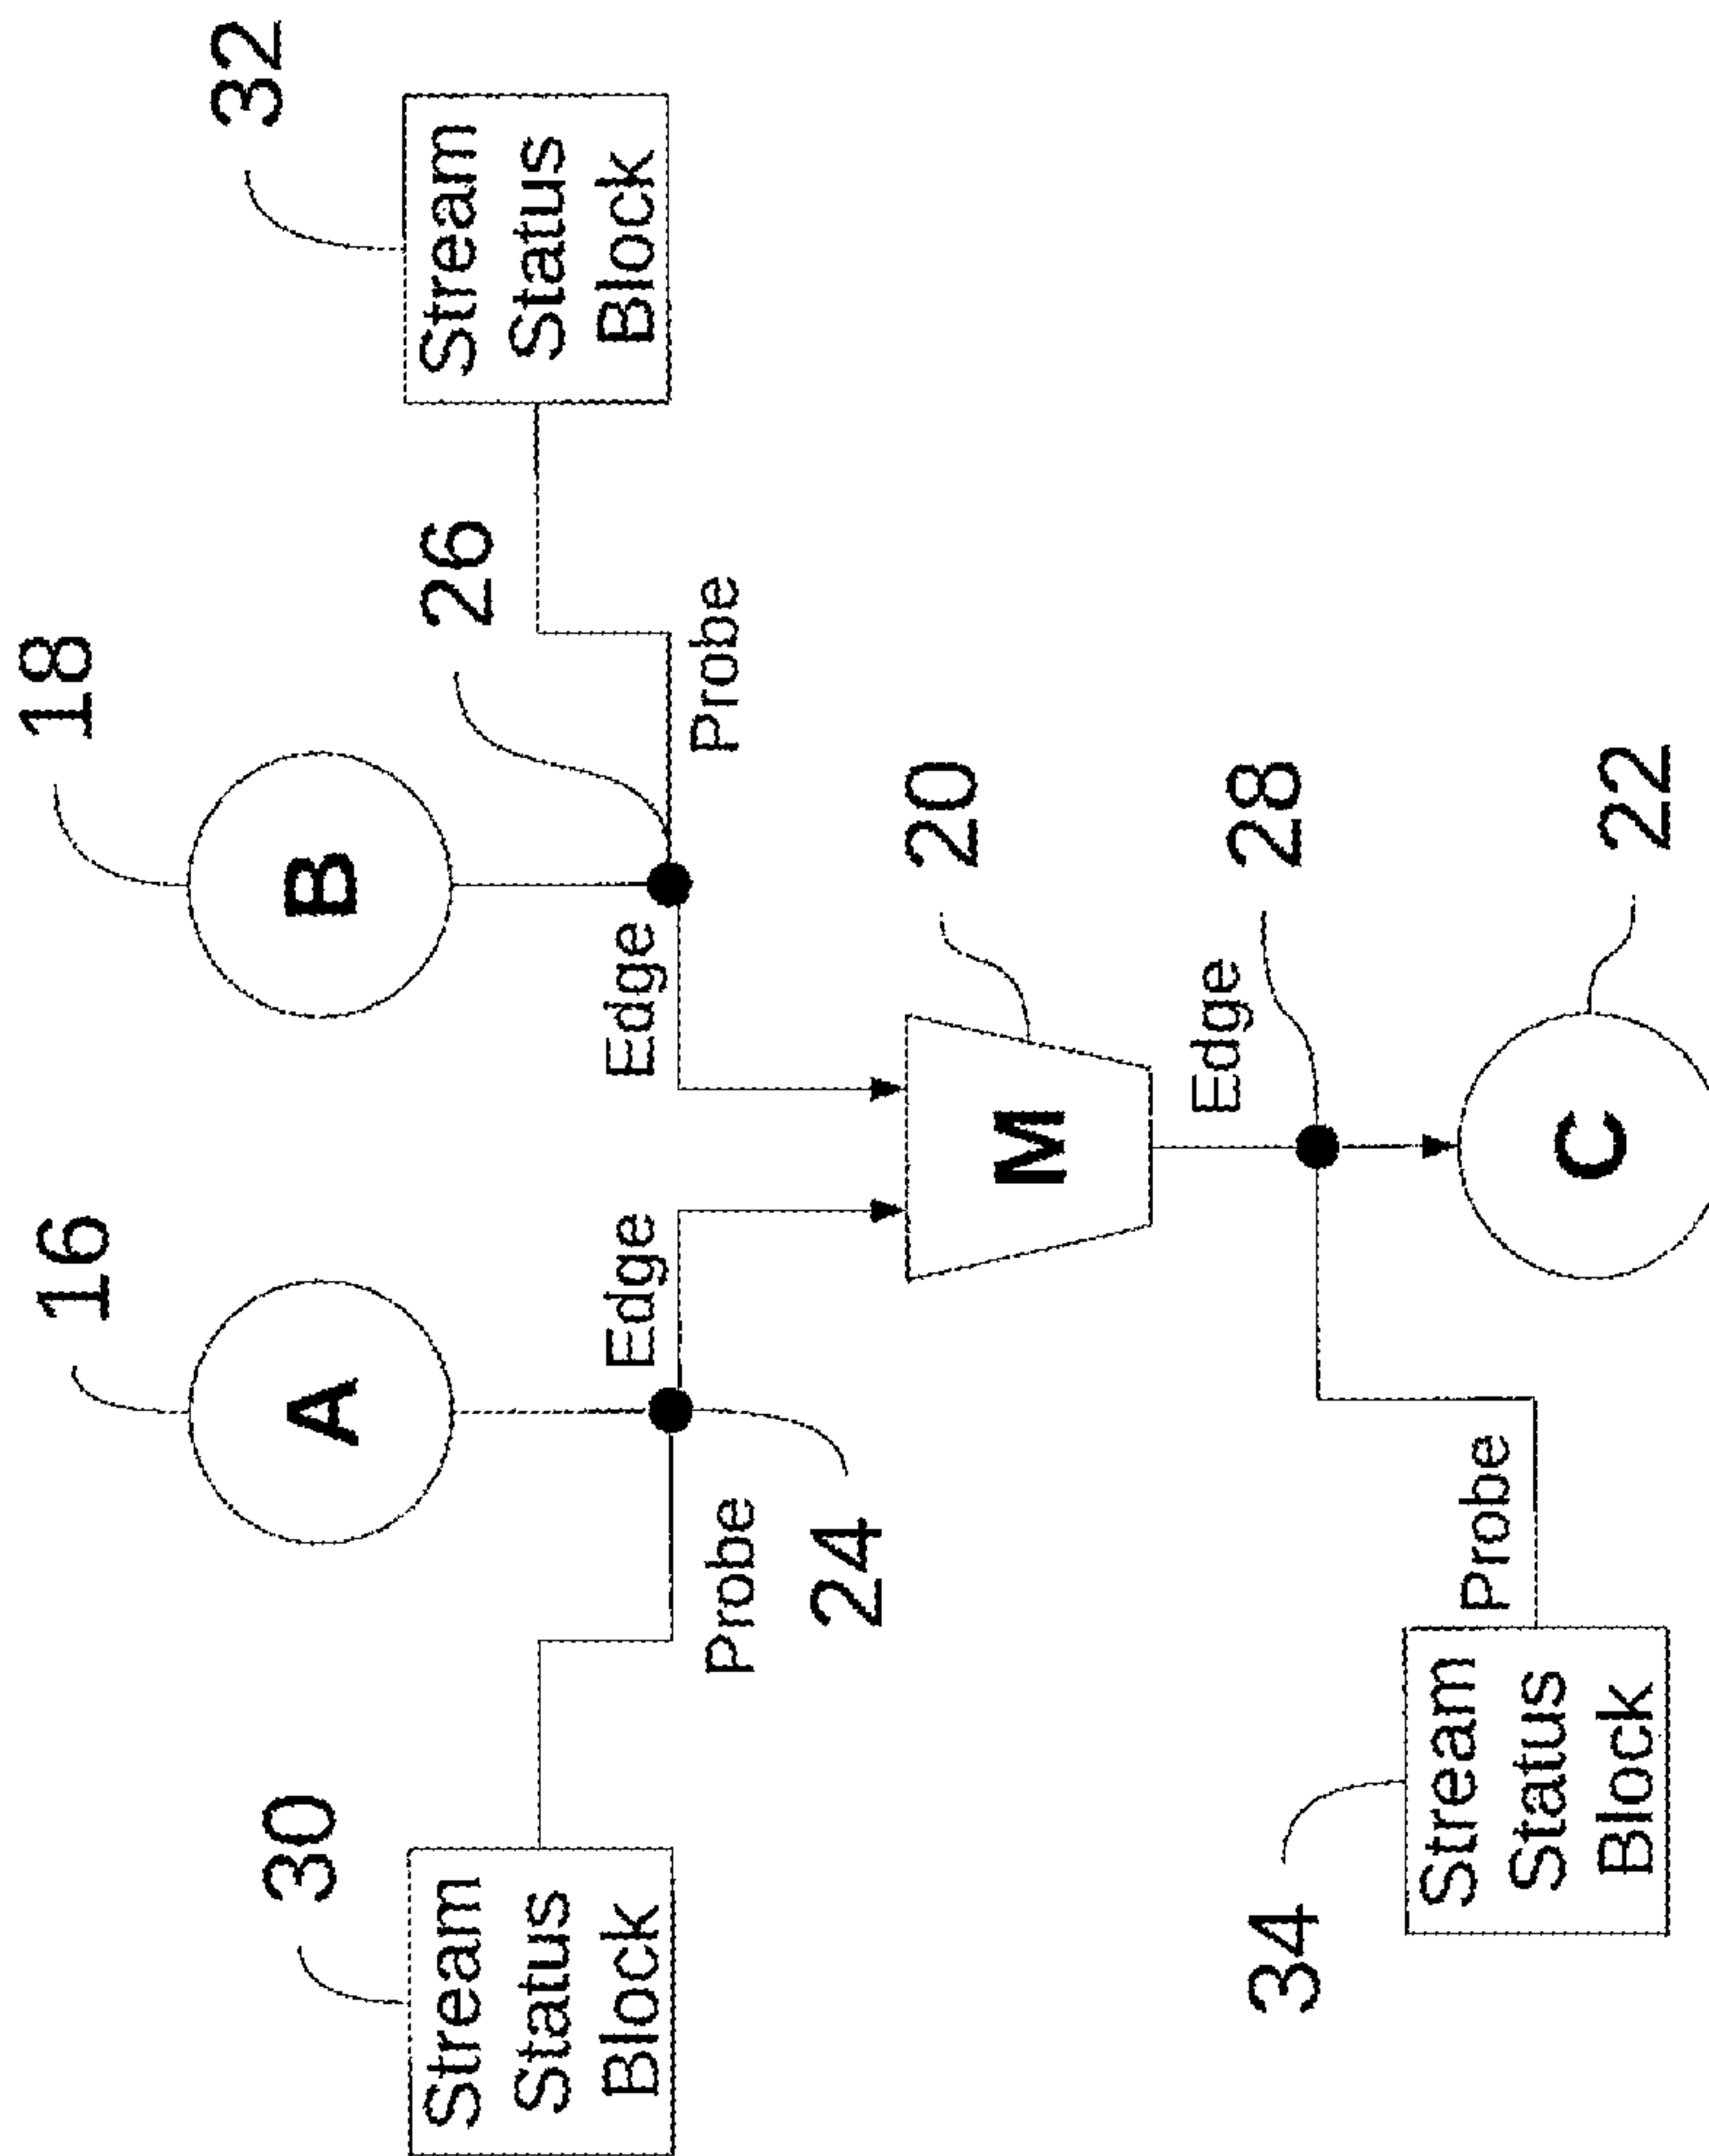 32
Stream
Status
Block
18
B
26
Probe
Edge
20
M
Edge
28
22
C
16
A
Edge
24
Probe
30
Stream
Status
Block
34
Stream
Status
Block
Probe